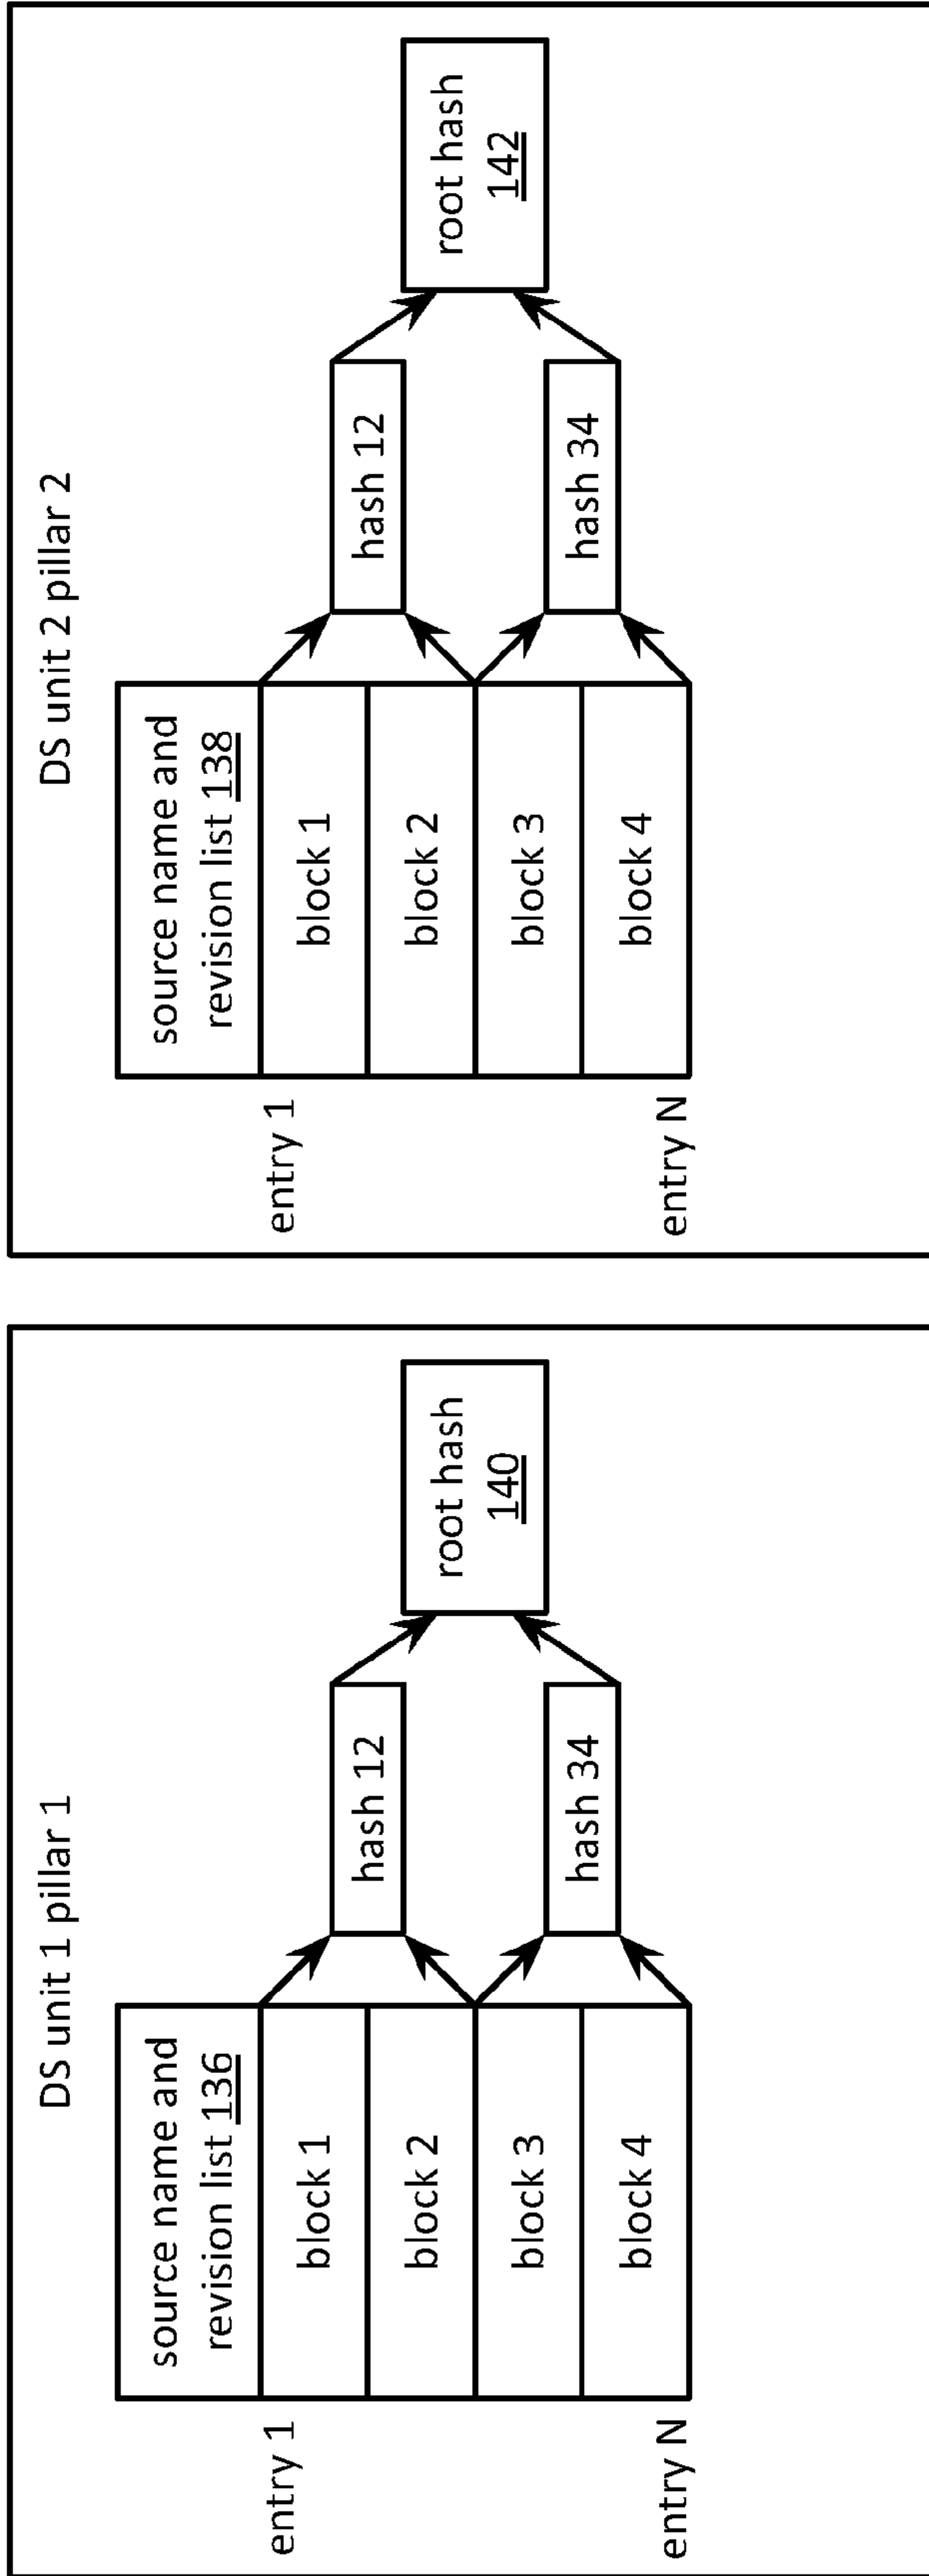 DS unit 1 pillar 1
source name and
revision list 136
entry 1
block 1
block 2
block 3
entry N
block 4
hash 12
hash 34
root hash
140
DS unit 2 pillar 2
source name and
revision list 138
entry 1
block 1
block 2
block 3
entry N
block 4
hash 12
hash 34
root hash
142